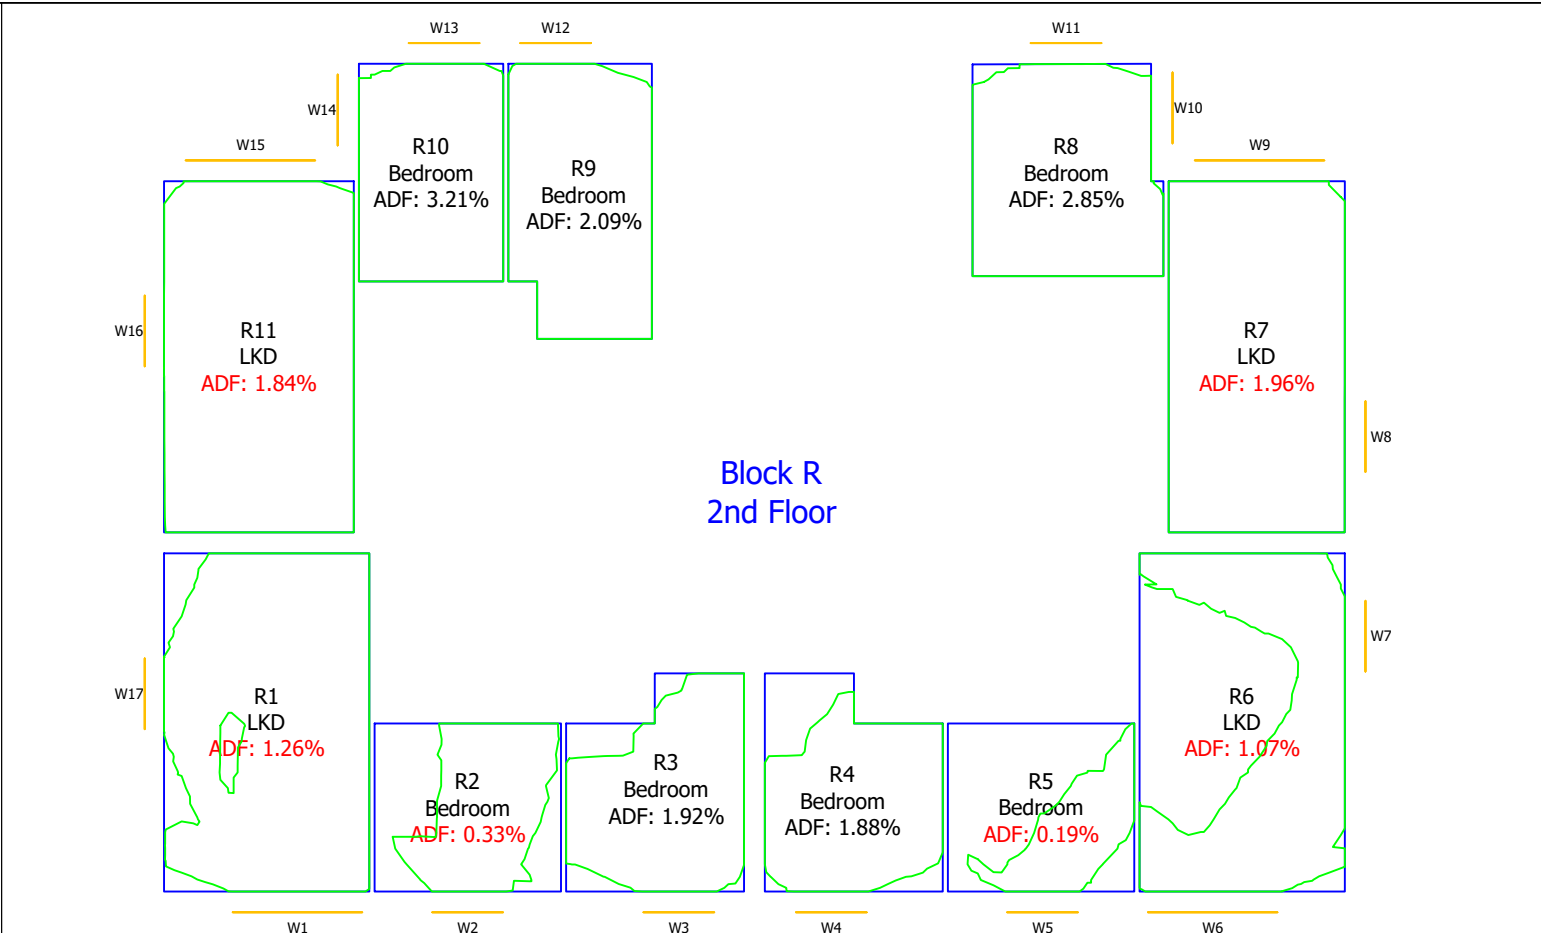 W13
W12
W11
W14
W10
W15
W9
R10
Bedroom
ADF: 3.21%
R9
Bedroom
ADF: 2.09%
R8
Bedroom
ADF: 2.85%
W16
R11
LKD
ADF: 1.84%
R7
LKD
ADF: 1.96%
W8
Block R
2nd Floor
W7
W17
R1
LKD
ADF: 1.26%
R2
Bedroom
ADF: 0.33%
R3
Bedroom
ADF: 1.92%
R4
Bedroom
ADF: 1.88%
R5
Bedroom
ADF: 0.19%
R6
LKD
ADF: 1.07%
W1
W2
W3
W4
W5
W6